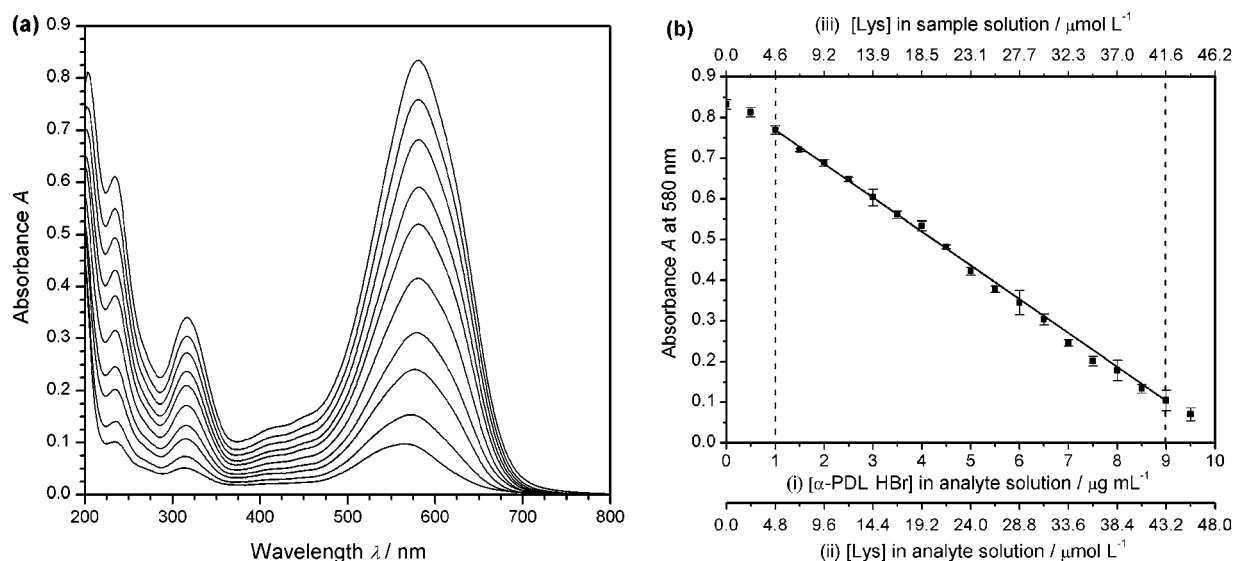 (a)
0.9
0.8
0.7
0.6
0.5
0.4
0.3
0.2
0.1
0.0
Absorbance A
200 300 400 500 600 700 800
Wavelength λ / nm
(b)
(iii) [Lys] in sample solution / μmol L⁻¹
0.0 4.6 9.2 13.9 18.5 23.1 27.7 32.3 37.0 41.6 46.2
0.9
0.8
0.7
0.6
0.5
0.4
0.3
0.2
0.1
0.0
Absorbance A at 580 nm
0 1 2 3 4 5 6 7 8 9 10
(i) [α-PDL HBr] in analyte solution / μg mL⁻¹
0.0 4.8 9.6 14.4 19.2 24.0 28.8 33.6 38.4 43.2 48.0
(ii) [Lys] in analyte solution / μmol L⁻¹